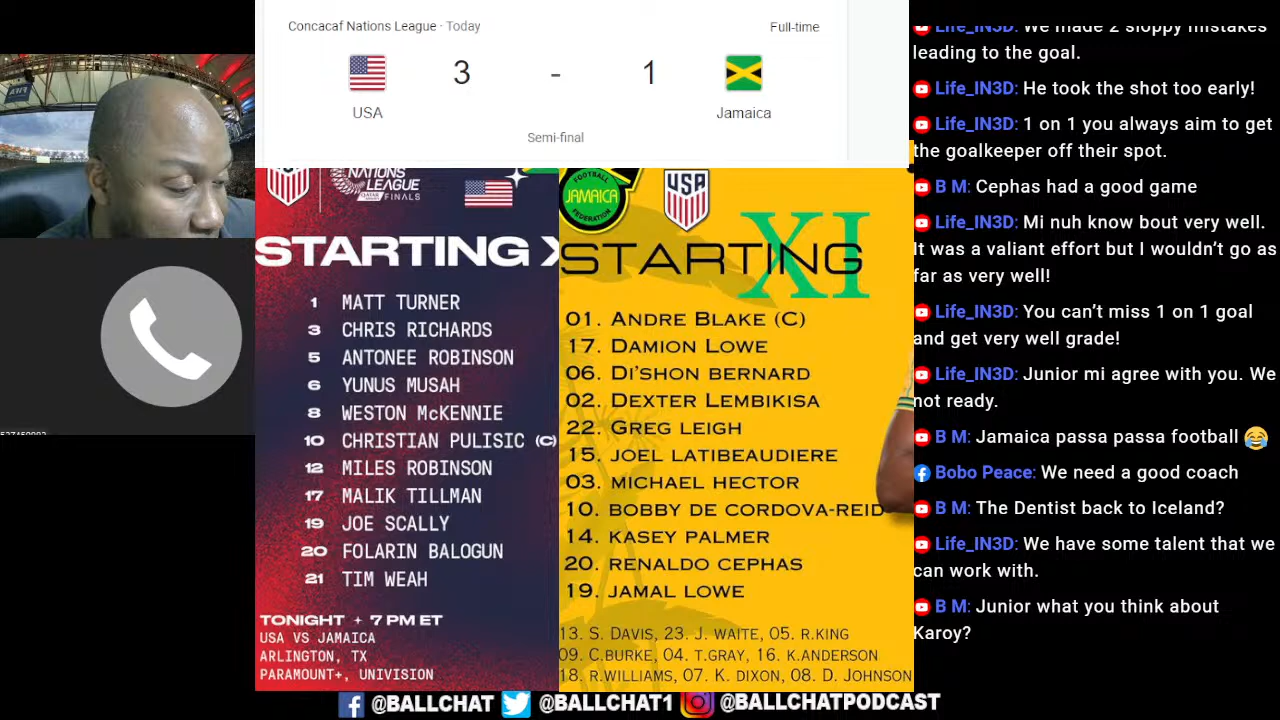 Concacaf Nations League · Today
Full-time
3 - 1
USA
Jamaica
Semi-final
FIFA
NATIONS
LEAGUE
FINALS
STARTING X
1 MATT TURNER
3 CHRIS RICHARDS
5 ANTONEE ROBINSON
6 YUNUS MUSAH
8 WESTON McKENNIE
10 CHRISTIAN PULISIC (C)
12 MILES ROBINSON
17 MALIK TILLMAN
19 JOE SCALLY
20 FOLARIN BALOGUN
21 TIM WEAH
TONIGHT + 7 PM ET
USA VS JAMAICA
ARLINGTON, TX
PARAMOUNT+, UNIVISION
FOOTBALL
JAMAICA
FEDERATION
USA
STARTING
XI
01. ANDRE BLAKE (C)
17. DAMION LOWE
06. DI'SHON BERNARD
02. DEXTER LEMBIKISA
22. GREG LEIGH
15. JOEL LATIBEAUDIERE
03. MICHAEL HECTOR
10. BOBBY DE CORDOVA-REID
14. KASEY PALMER
20. RENALDO CEPHAS
19. JAMAL LOWE
13. S. DAVIS, 23. J. WAITE, 05. R.KING
09. C.BURKE, 04. T.GRAY, 16. K.ANDERSON
18. R.WILLIAMS, 07. K. DIXON, 08. D. JOHNSON
Life_IN3D: We made 2 sloppy mistakes
leading to the goal.
Life_IN3D: He took the shot too early!
Life_IN3D: 1 on 1 you always aim to get
the goalkeeper off their spot.
B M: Cephas had a good game
Life_IN3D: Mi nuh know bout very well.
It was a valiant effort but I wouldn't go as
far as very well!
Life_IN3D: You can't miss 1 on 1 goal
and get very well grade!
Life_IN3D: Junior mi agree with you. We
not ready.
B M: Jamaica passa passa football 😂
Bobo Peace: We need a good coach
B M: The Dentist back to Iceland?
Life_IN3D: We have some talent that we
can work with.
B M: Junior what you think about
Karoy?
@BALLCHAT @BALLCHAT1 @BALLCHATPODCAST